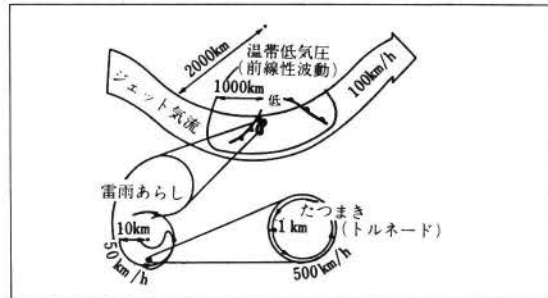 2000km
温帯低気圧
(前線性波動)
1000km
低
100km/h
ジェット気流
雷雨あらし
10km
50km/h
たつまき
(トルネード)
1km
500km/h